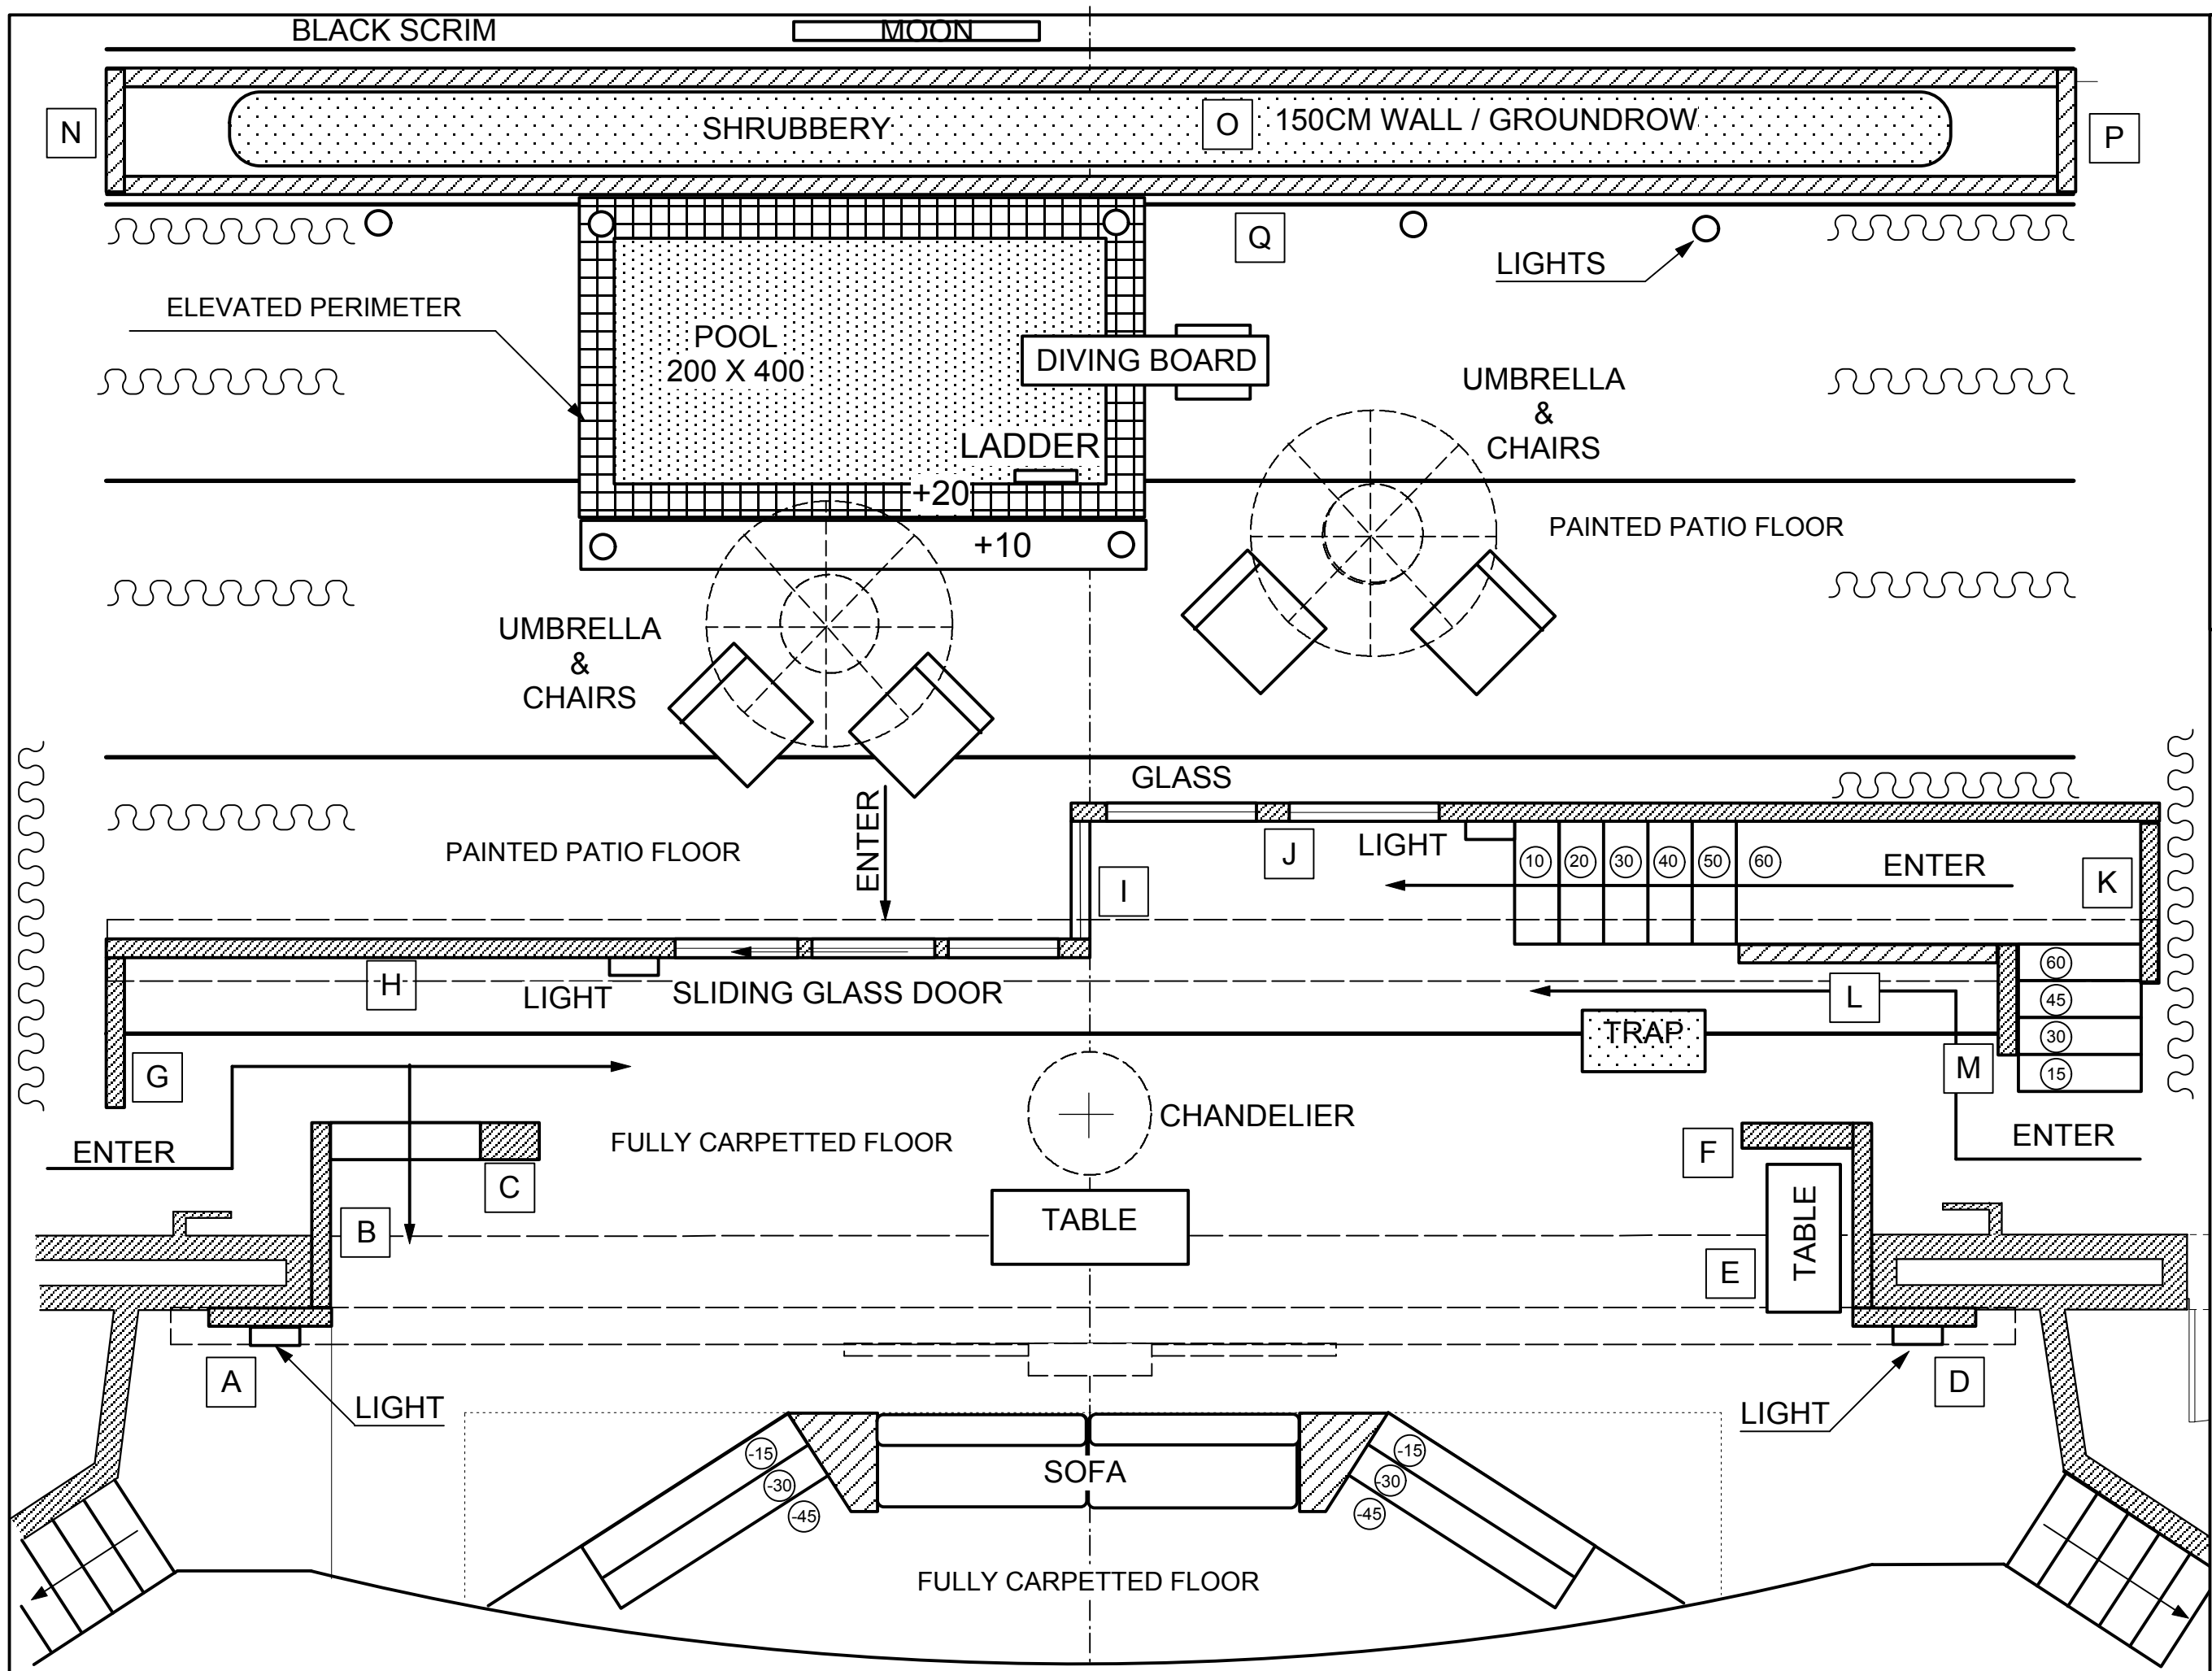 BLACK SCRIM
MOON
N
SHRUBBERY
O
150CM WALL / GROUNDROW
P
Q
LIGHTS
ELEVATED PERIMETER
POOL
200 X 400
DIVING BOARD
UMBRELLA
&
CHAIRS
LADDER
+20
+10
PAINTED PATIO FLOOR
UMBRELLA
&
CHAIRS
GLASS
ENTER
PAINTED PATIO FLOOR
J
LIGHT
10
20
30
40
50
60
ENTER
K
I
H
LIGHT
SLIDING GLASS DOOR
L
60
45
30
15
TRAP
G
M
CHANDELIER
ENTER
FULLY CARPETTED FLOOR
F
ENTER
C
B
TABLE
E
TABLE
A
D
LIGHT
LIGHT
-15
-30
-45
SOFA
-15
-30
-45
FULLY CARPETTED FLOOR